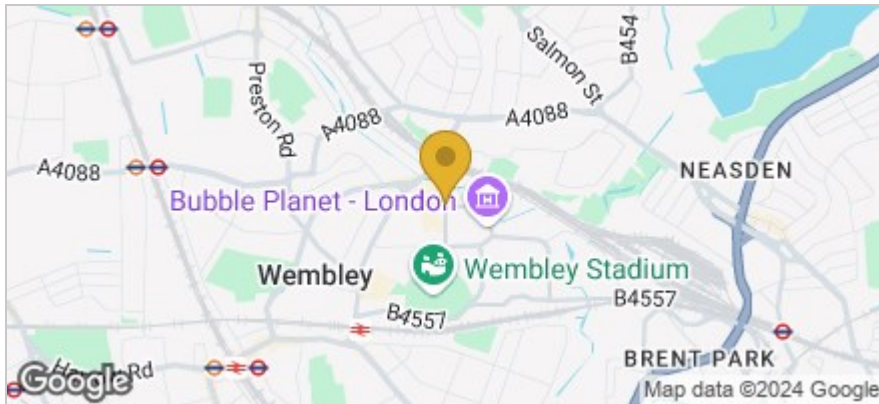 Salmon St
B454
Preston Rd
A4088
A4088
A4088
NEASDEN
Bubble Planet - London
Wembley Stadium
Wembley
B4557
B4557
BRENT PARK
Rd
Google
Map data ©2024 Google